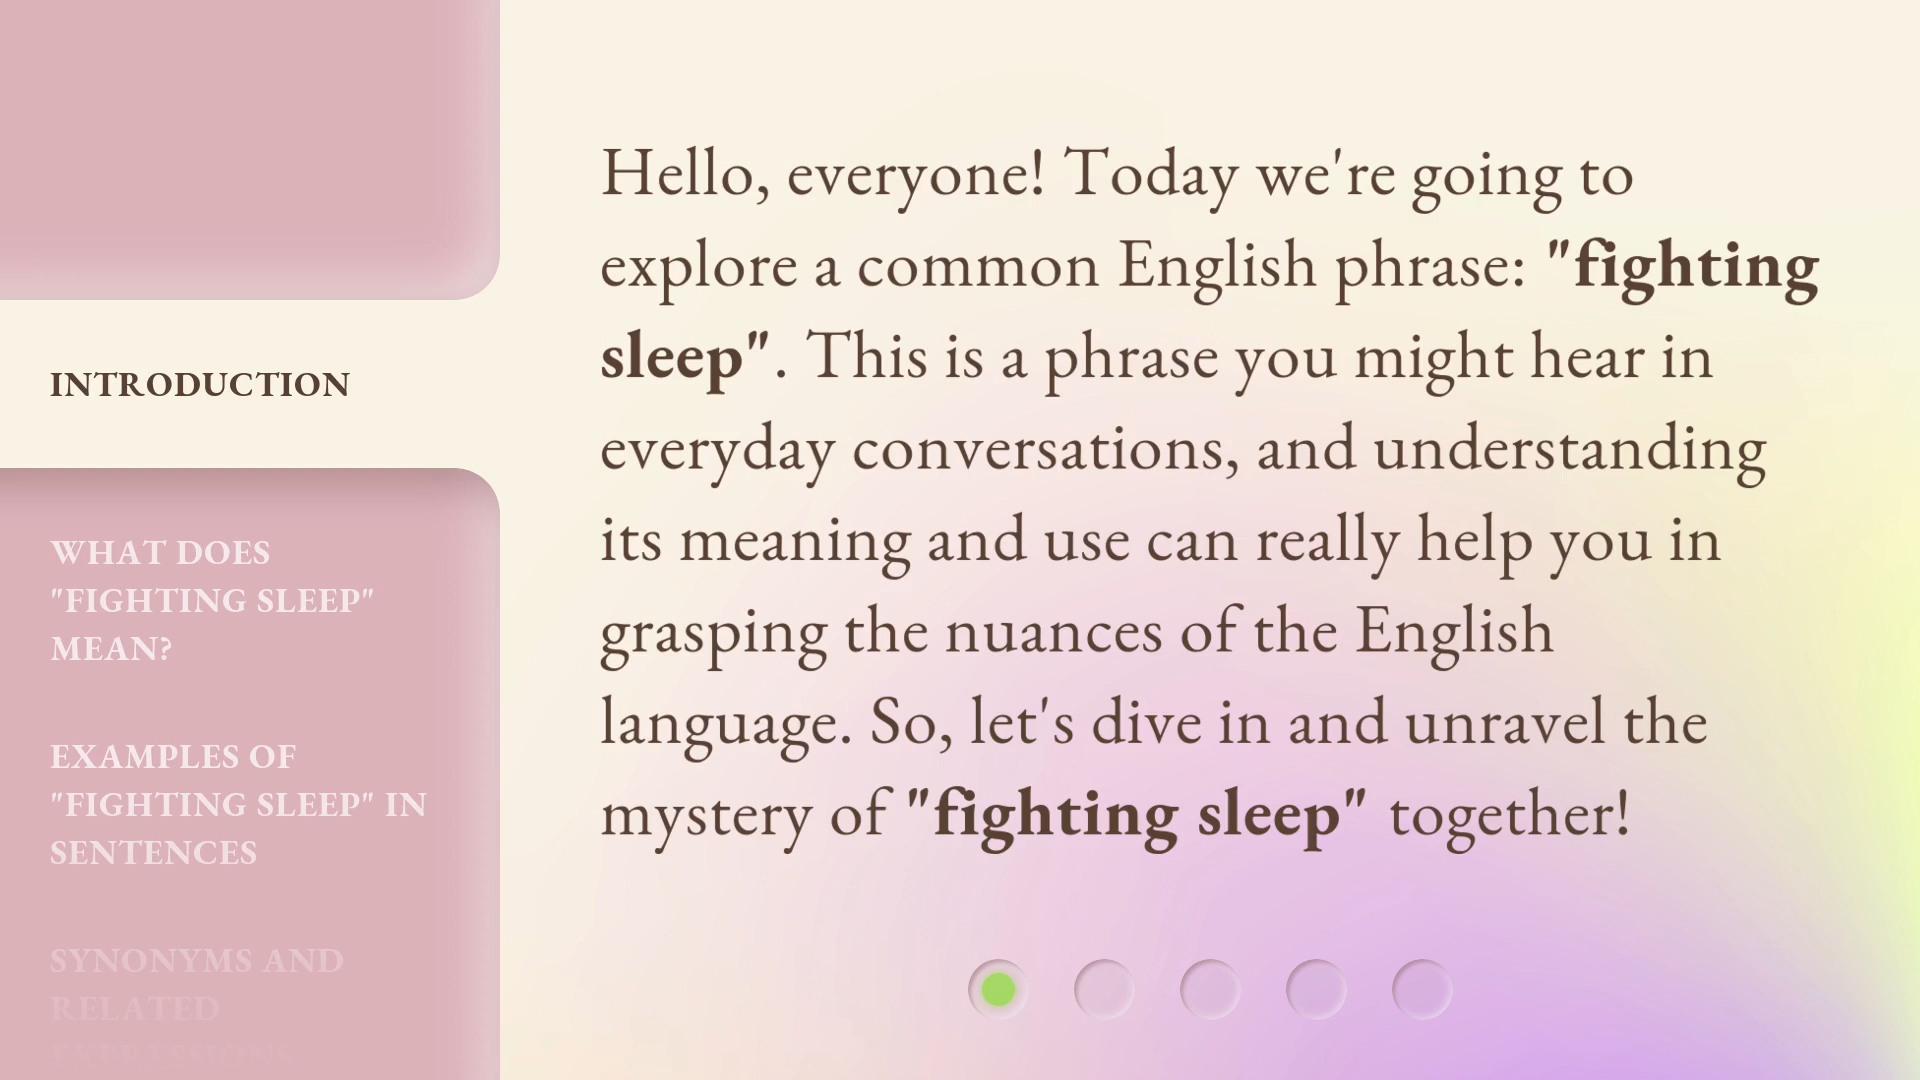 INTRODUCTION
WHAT DOES
"FIGHTING SLEEP"
MEAN?
EXAMPLES OF
"FIGHTING SLEEP" IN
SENTENCES
SYNONYMS AND
RELATED
EXPRESSIONS
Hello, everyone! Today we're going to
explore a common English phrase: "fighting
sleep". This is a phrase you might hear in
everyday conversations, and understanding
its meaning and use can really help you in
grasping the nuances of the English
language. So, let's dive in and unravel the
mystery of "fighting sleep" together!